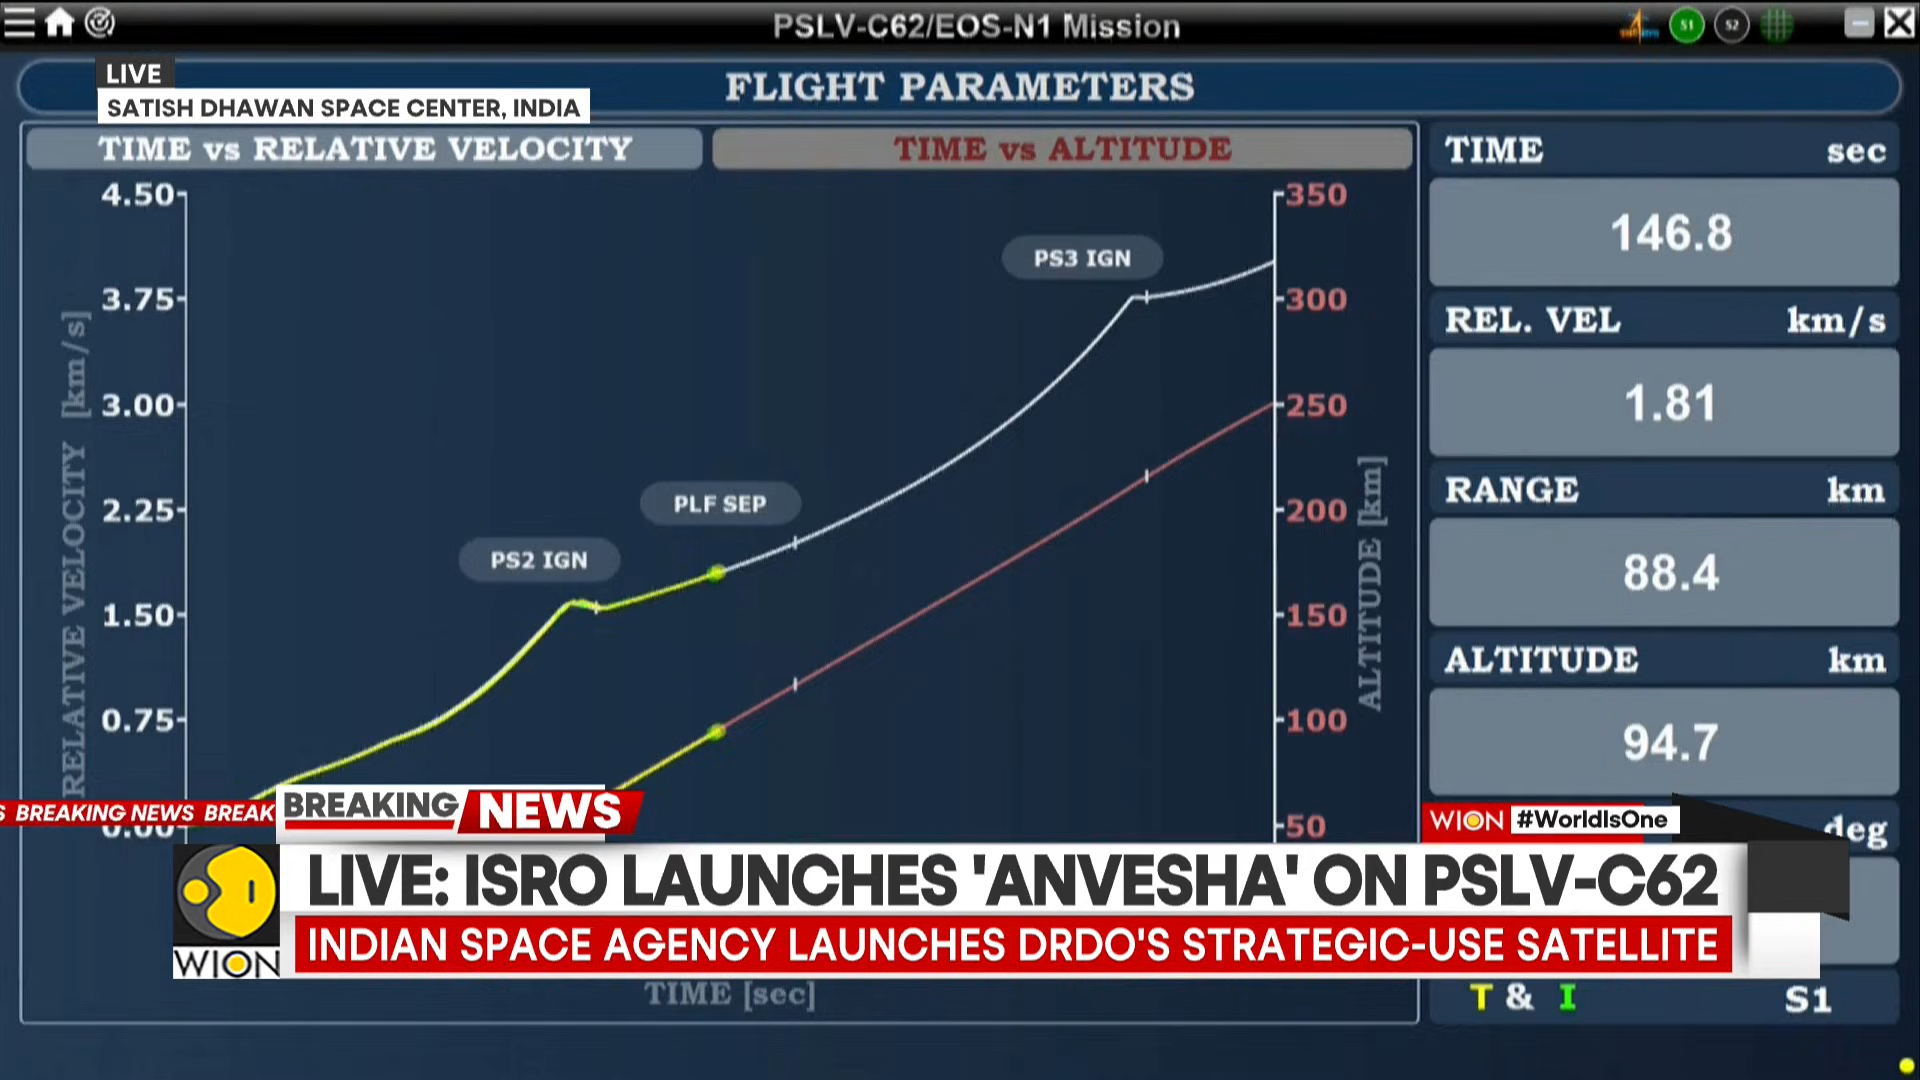 PSLV-C62/EOS-N1 Mission
S1
S2
LIVE
SATISH DHAWAN SPACE CENTER, INDIA
FLIGHT PARAMETERS
TIME vs RELATIVE VELOCITY
TIME vs ALTITUDE
TIME sec
146.8
REL. VEL km/s
1.81
RANGE km
88.4
ALTITUDE km
94.7
deg
4.50
3.75
3.00
2.25
1.50
0.75
0.00
RELATIVE VELOCITY [km/s]
350
300
250
200
150
100
50
ALTITUDE [km]
PS3 IGN
PLF SEP
PS2 IGN
S BREAKING NEWS BREAK
BREAKING NEWS
WION #WorldIsOne
LIVE: ISRO LAUNCHES 'ANVESHA' ON PSLV-C62
INDIAN SPACE AGENCY LAUNCHES DRDO'S STRATEGIC-USE SATELLITE
WION
TIME [sec]
T & I S1